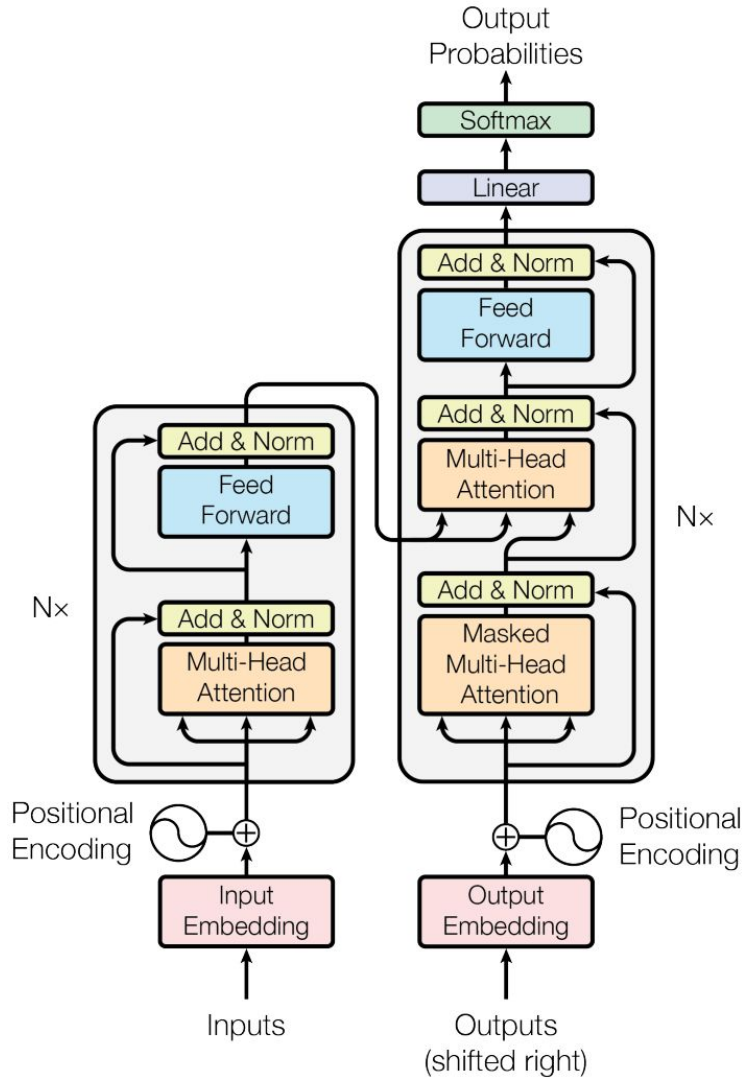 Output
Probabilities
Softmax
Linear
Add & Norm
Feed
Forward
Add & Norm
Multi-Head
Attention
Add & Norm
Masked
Multi-Head
Attention
N×
Add & Norm
Feed
Forward
Add & Norm
Multi-Head
Attention
N×
Positional
Encoding
Positional
Encoding
Input
Embedding
Output
Embedding
Inputs
Outputs
(shifted right)